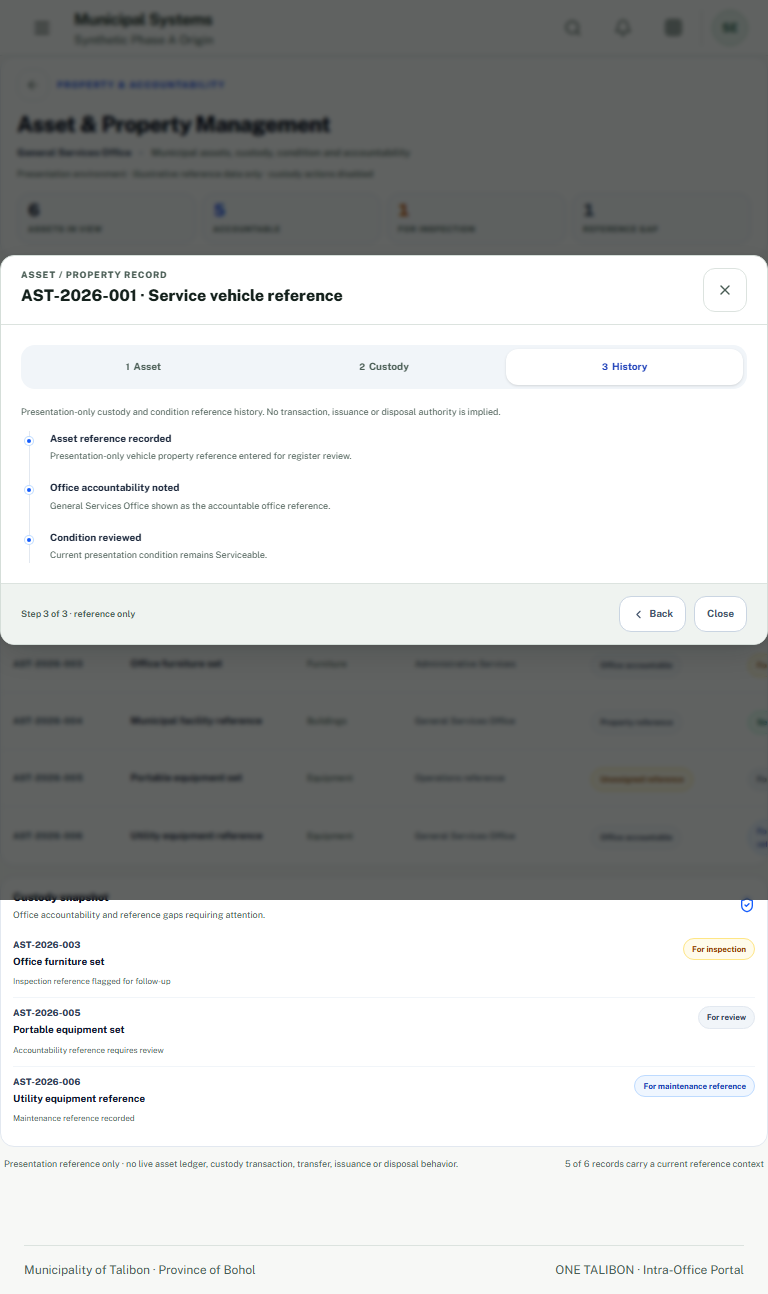 Municipal Systems
Synthetic Phase A Origin
PROPERTY & ACCOUNTABILITY
Asset & Property Management
General Services Office · Municipal assets, custody, condition and accountability
Presentation environment · Quarantine reference data only · custody actions disabled
6
5
1
1
ASSETS IN VIEW
ACCOUNTABLE
FOR INSPECTION
REFERENCE GAP
ASSET / PROPERTY RECORD
AST-2026-001 · Service vehicle reference
1 Asset
2 Custody
3 History
Presentation-only custody and condition reference history. No transaction, issuance or disposal authority is implied.
Asset reference recorded
Presentation-only vehicle property reference entered for register review.
Office accountability noted
General Services Office shown as the accountable office reference.
Condition reviewed
Current presentation condition remains Serviceable.
Step 3 of 3 · reference only
Back
Close
AST-2026-003 Office furniture set Furniture Administrative Services Office accountable
AST-2026-004 Municipal facility reference Buildings General Services Office Property reference
AST-2026-005 Portable equipment set Equipment Operations reference Unassigned reference
AST-2026-006 Utility equipment reference Equipment General Services Office Office accountable
Custody snapshot
Office accountability and reference gaps requiring attention.
AST-2026-003
For inspection
Office furniture set
Inspection reference flagged for follow-up
AST-2026-005
For review
Portable equipment set
Accountability reference requires review
AST-2026-006
For maintenance reference
Utility equipment reference
Maintenance reference recorded
Presentation reference only · no live asset ledger, custody transaction, transfer, issuance or disposal behavior.
5 of 6 records carry a current reference context
Municipality of Talibon · Province of Bohol
ONE TALIBON · Intra-Office Portal